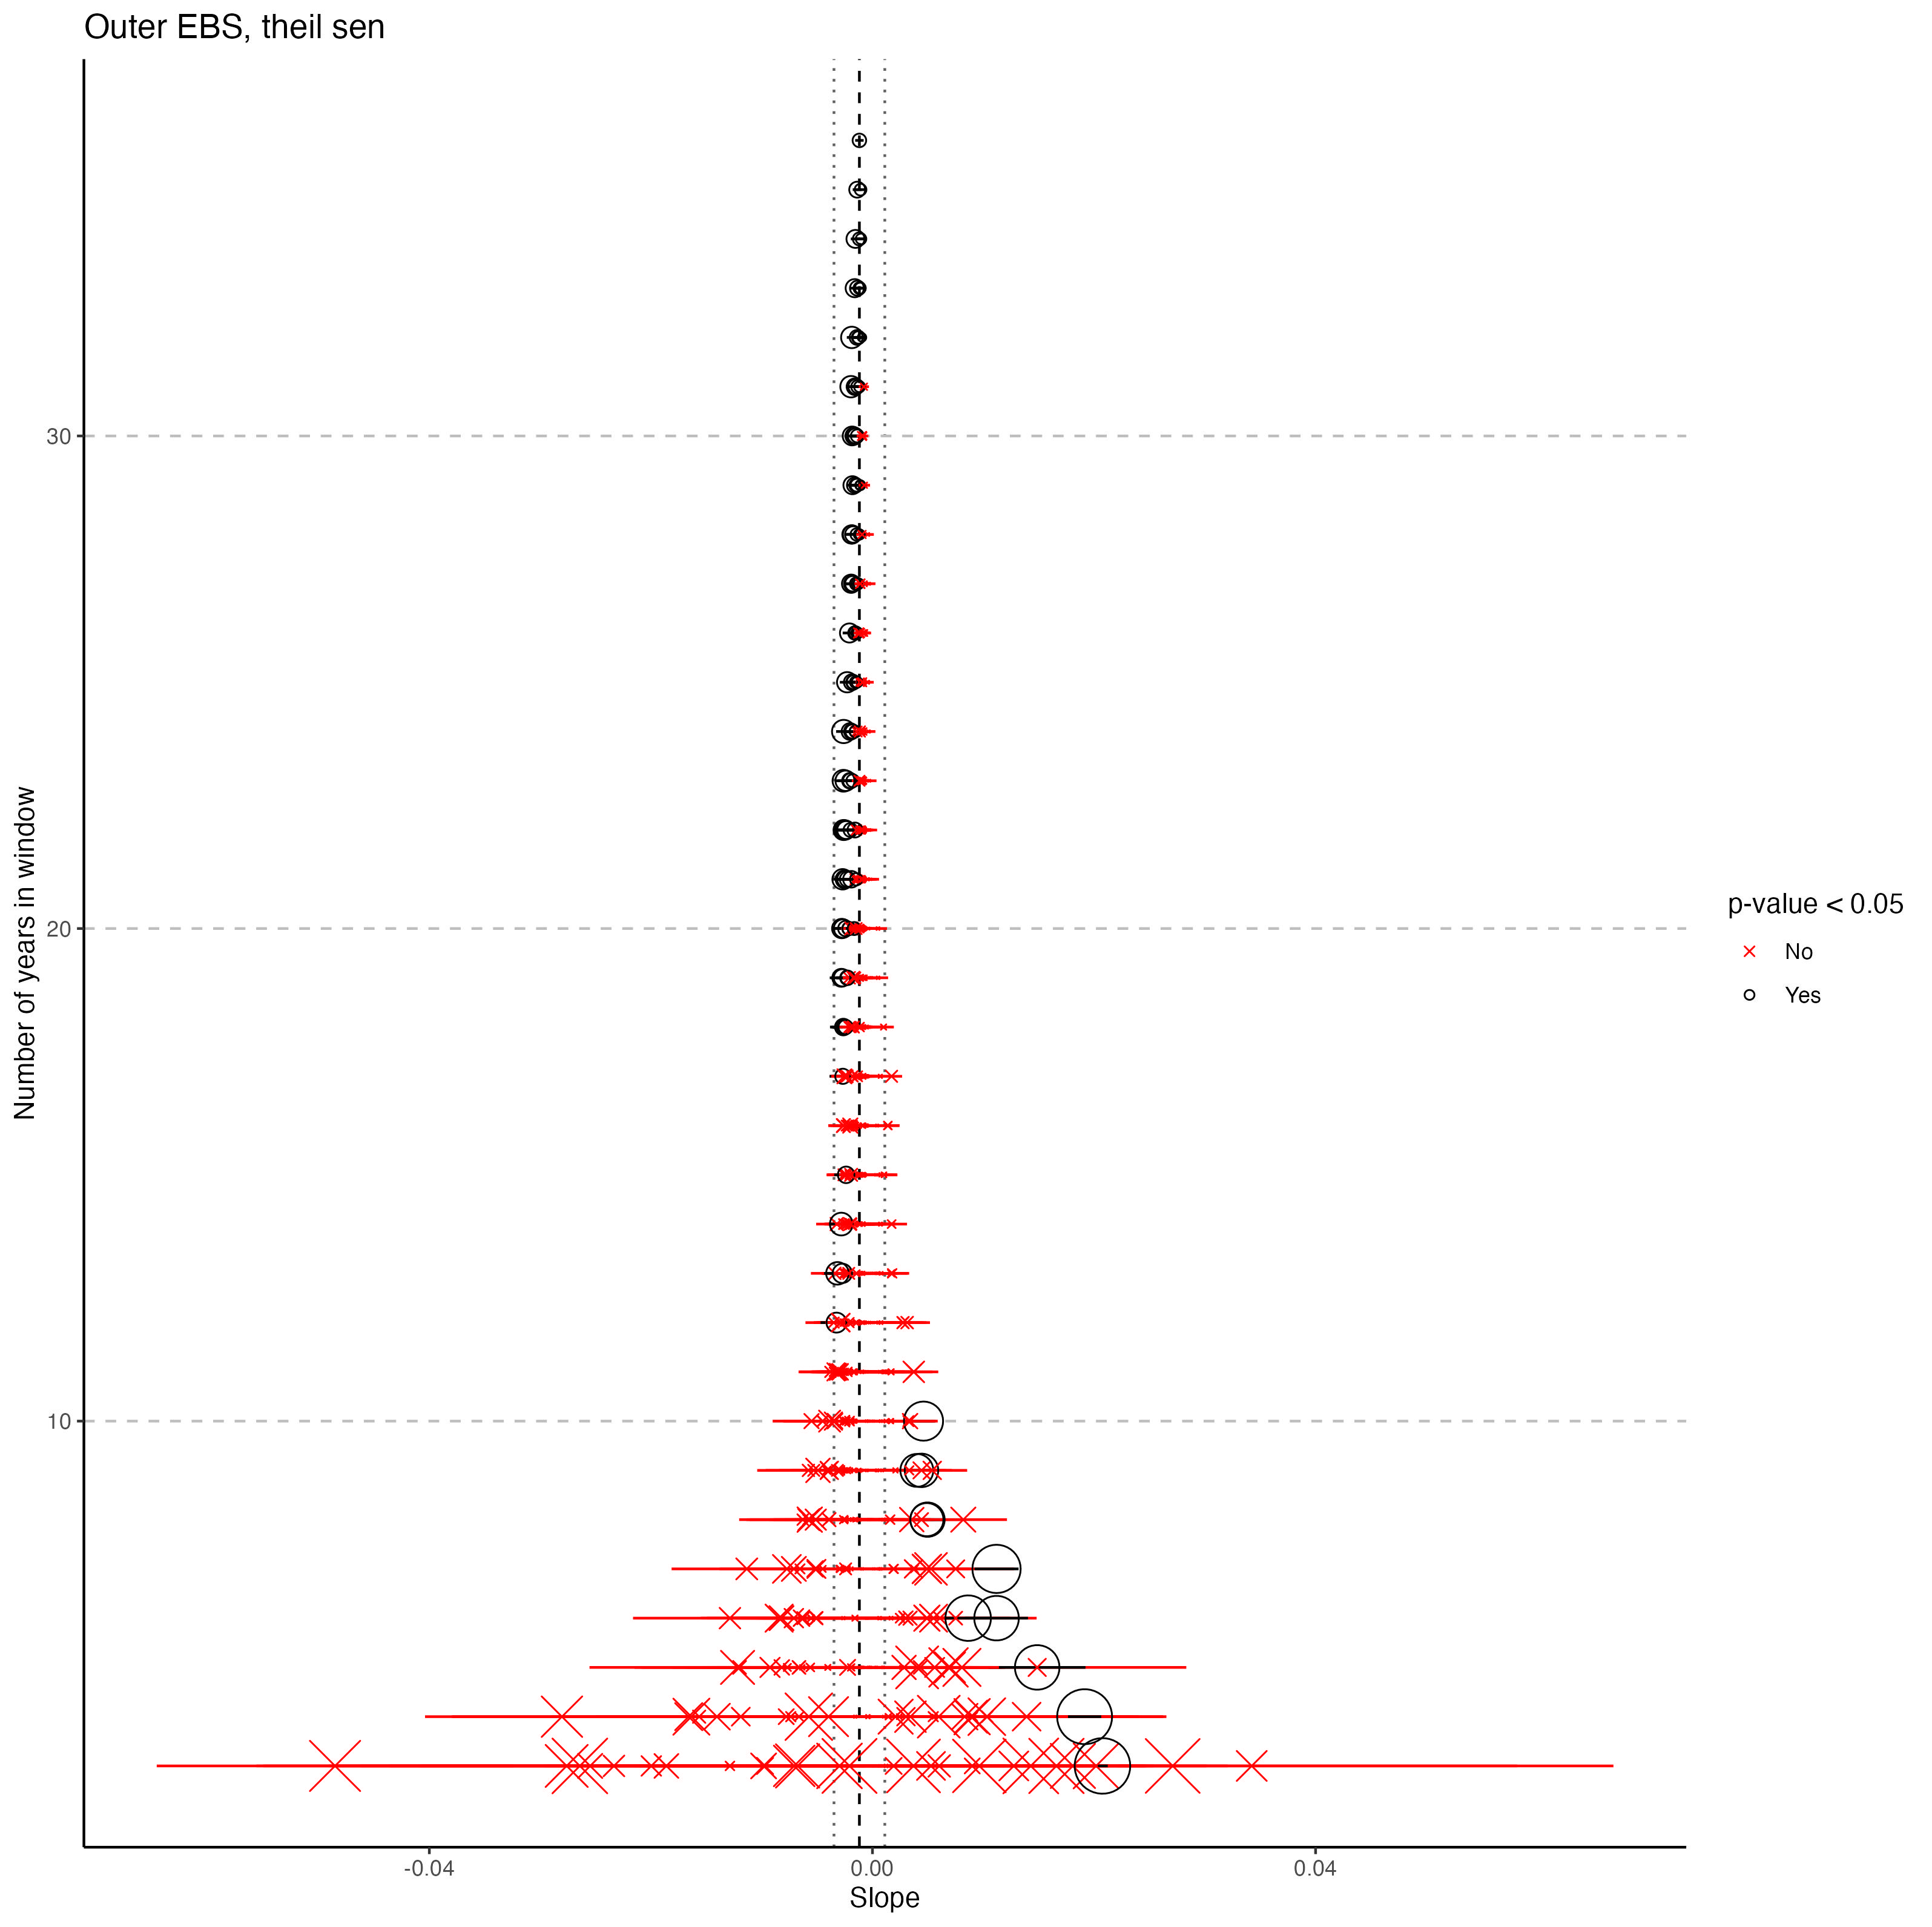 Outer EBS, theil sen
Number of years in window
30
20
10
-0.04
0.00
0.04
Slope
p-value < 0.05
No
Yes